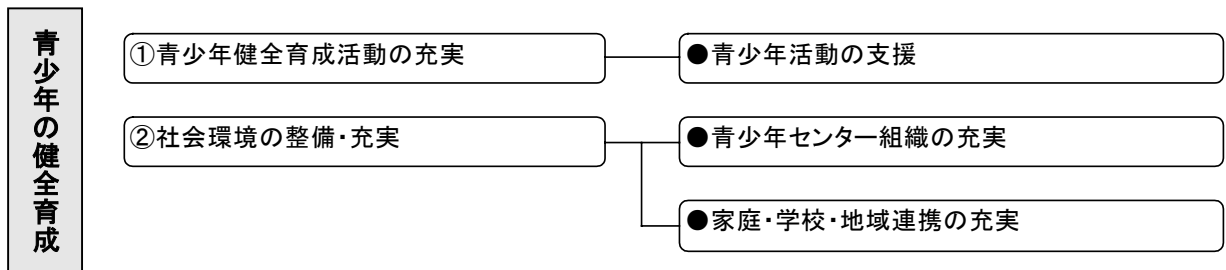 青少年の健全育成
①青少年健全育成活動の充実
●青少年活動の支援
②社会環境の整備・充実
●青少年センター組織の充実
●家庭・学校・地域連携の充実